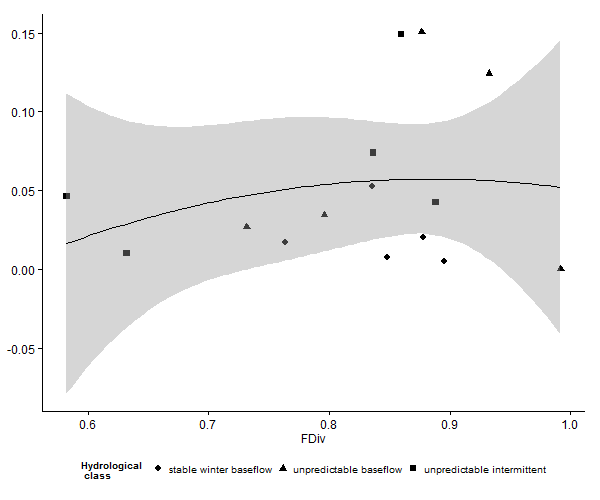 0.15
0.10
0.05
0.00
-0.05
0.6 0.7 0.8 0.9 1.0
FDiv
Hydrological
class
stable winter baseflow unpredictable baseflow unpredictable intermittent